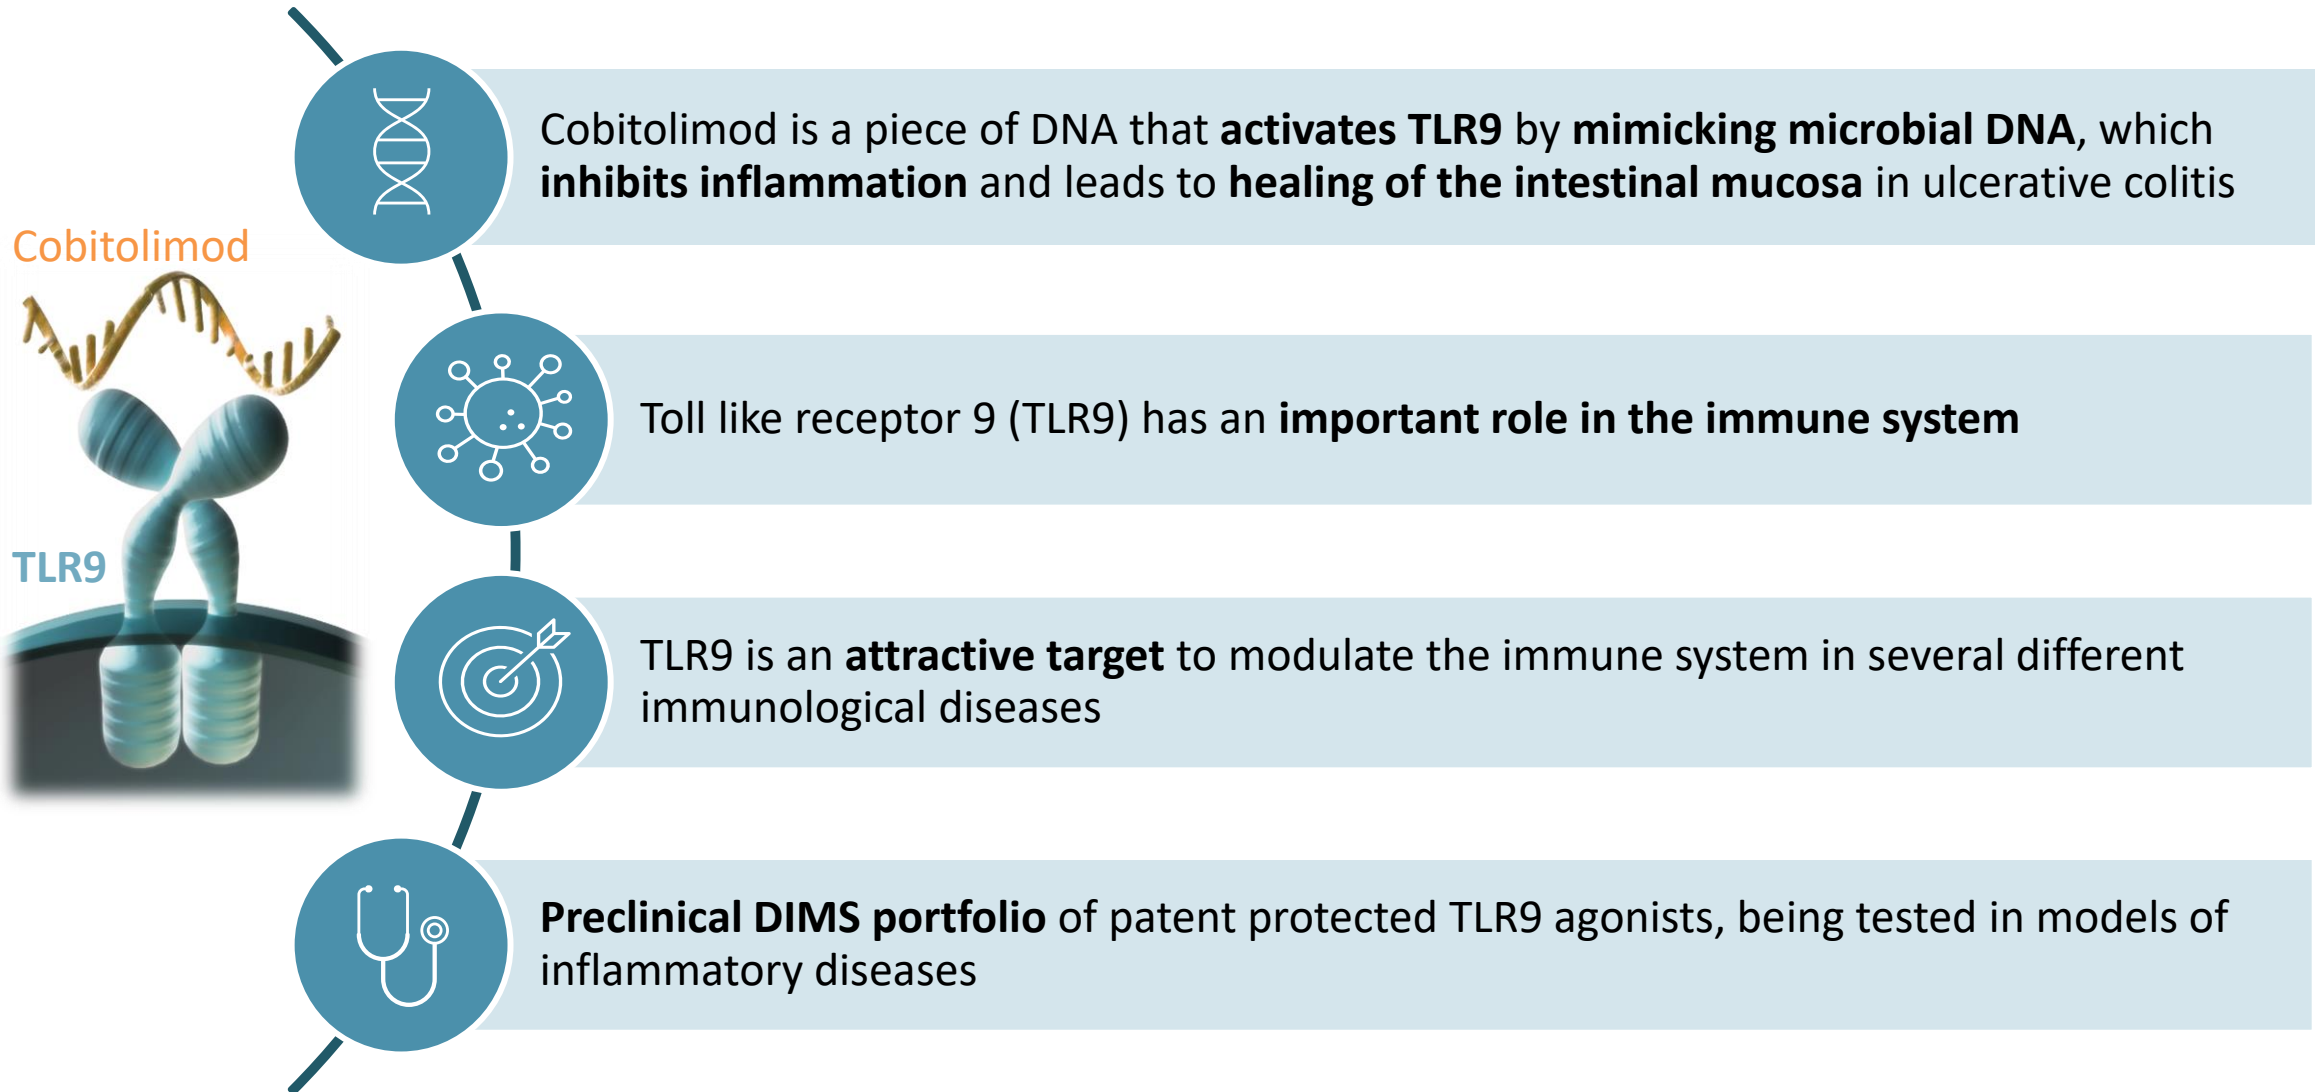 Cobitolimod is a piece of DNA that activates TLR9 by mimicking microbial DNA, which
inhibits inflammation and leads to healing of the intestinal mucosa in ulcerative colitis
Cobitolimod
Toll like receptor 9 (TLR9) has an important role in the immune system
TLR9
TLR9 is an attractive target to modulate the immune system in several different
immunological diseases
Preclinical DIMS portfolio of patent protected TLR9 agonists, being tested in models of
inflammatory diseases